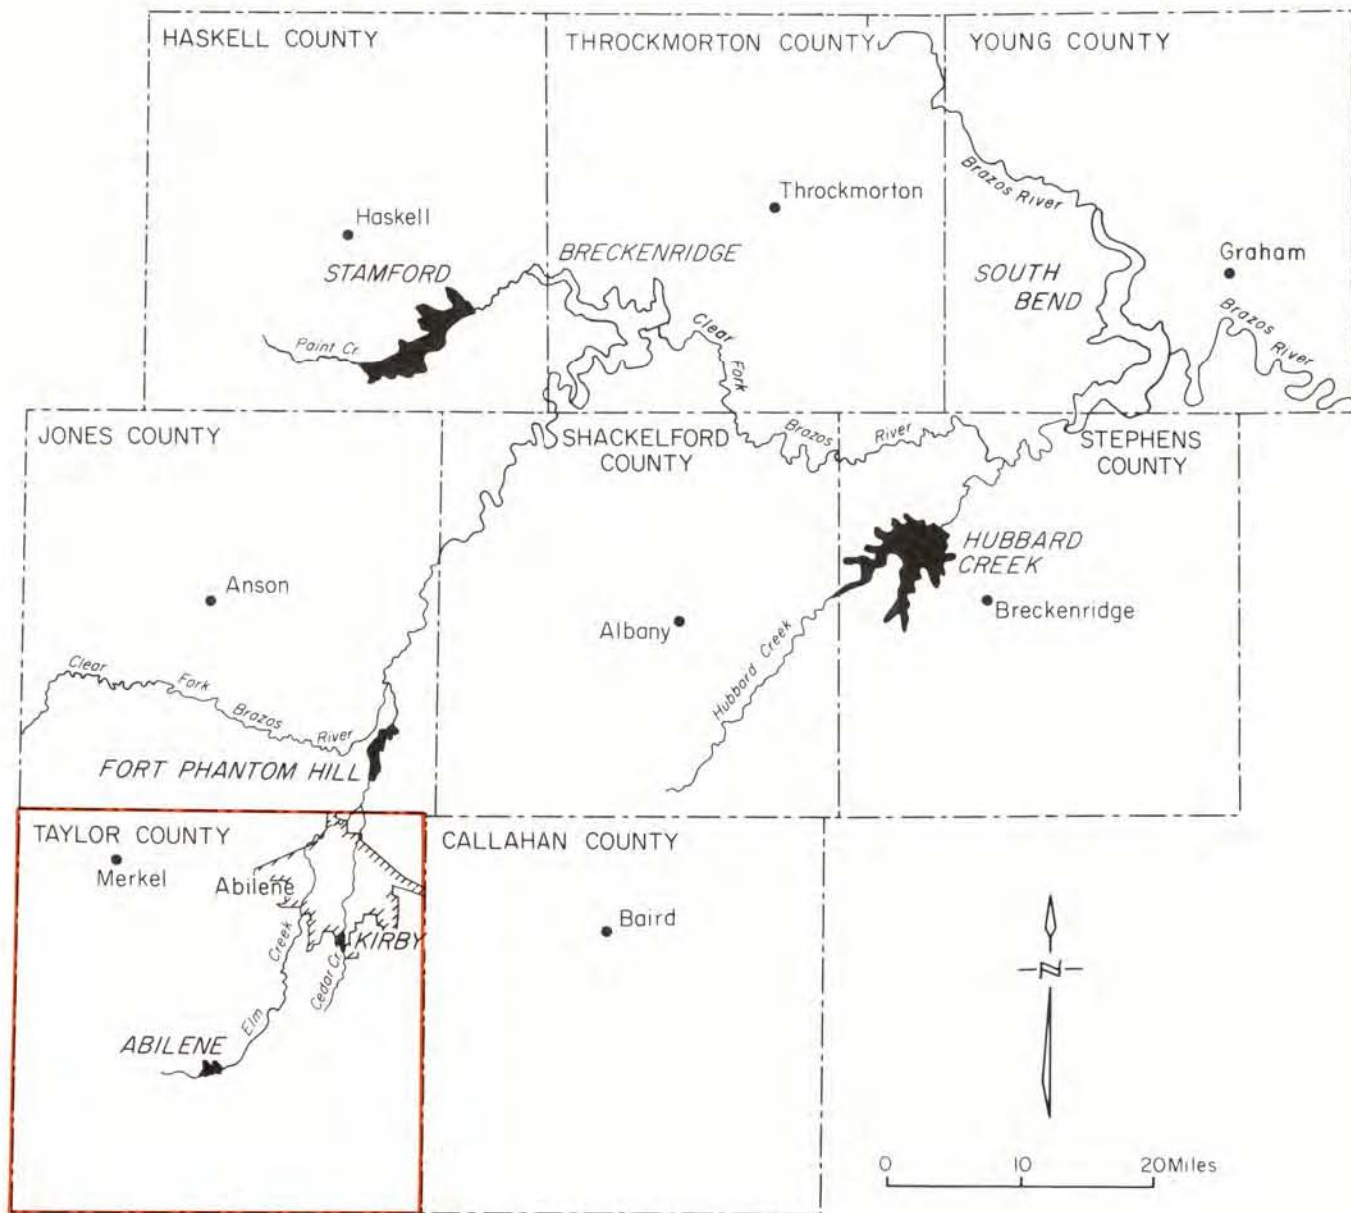 HASKELL COUNTY
THROCKMORTON COUNTY
YOUNG COUNTY
Haskell
STAMFORD
Paint Cr.
BRECKENRIDGE
Throckmorton
Clear
Fork
Brazos
River
Brazos River
SOUTH
BEND
Graham
Brazos
River
JONES COUNTY
SHACKELFORD
COUNTY
STEPHENS
COUNTY
Anson
Albany
HUBBARD
CREEK
Breckenridge
Hubbard Creek
Clear
Fork
Brazos
River
FORT PHANTOM HILL
TAYLOR COUNTY
Merkel
Abilene
KIRBY
Elm
Creek
Cedar Cr.
ABILENE
CALLAHAN COUNTY
Baird
N
0 10 20 Miles